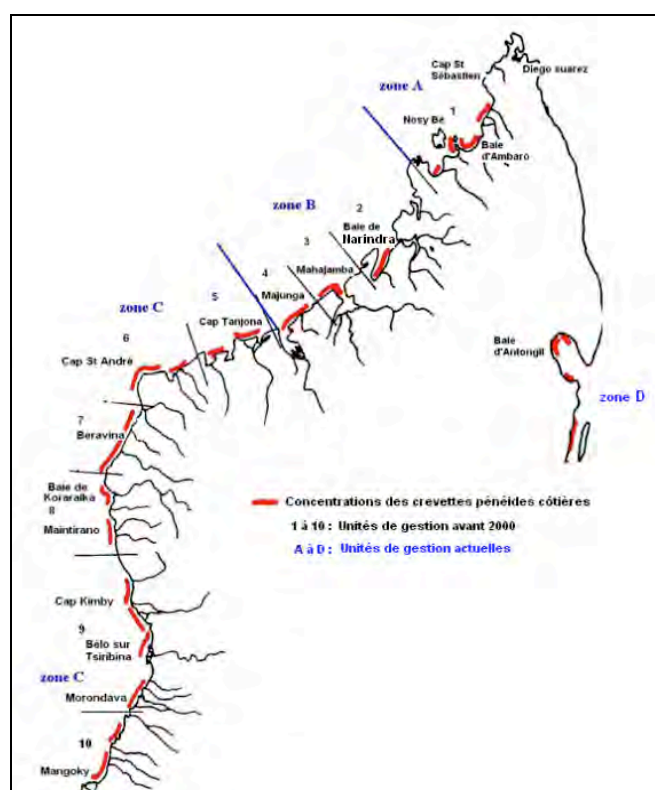 Cap St
Sébastien
Diego suarez
zone A
1
Nosy Bé
Baie
d'Ambaro
zone B
2
Baie de
Narindra
3
Mahajamba
4
Majunga
zone C
5
Cap Tanjona
6
Cap St André
Baie
d'Antongil
zone D
7
Beravina
Baie de
Koraraika
8
Maintirano
Concentrations des crevettes pénéides côtières
1 à 10 : Unités de gestion avant 2000
A à D : Unités de gestion actuelles
Cap Kimby
9
Bélo sur
Tsiribina
zone C
Morondava
10
Mangoky